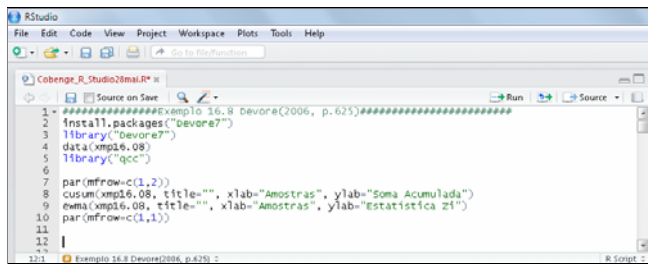 RStudio
File Edit Code View Project Workspace Plots Tools Help
Go to file/function
Cobenge_R_Studio28mai.R* ×
Source on Save Run Source
1 ###############Exemplo 16.8 Devore(2006, p.625)########################
2 install.packages("Devore7")
3 library("Devore7")
4 data(xmp16.08)
5 library("qcc")
6
7 par(mfrow=c(1,2))
8 cusum(xmp16.08, title="", xlab="Amostras", ylab="Soma Acumulada")
9 ewma(xmp16.08, title="", xlab="Amostras", ylab="Estatística Zi")
10 par(mfrow=c(1,1))
11
12
12:1 Exemplo 16.8 Devore(2006, p.625) R Script